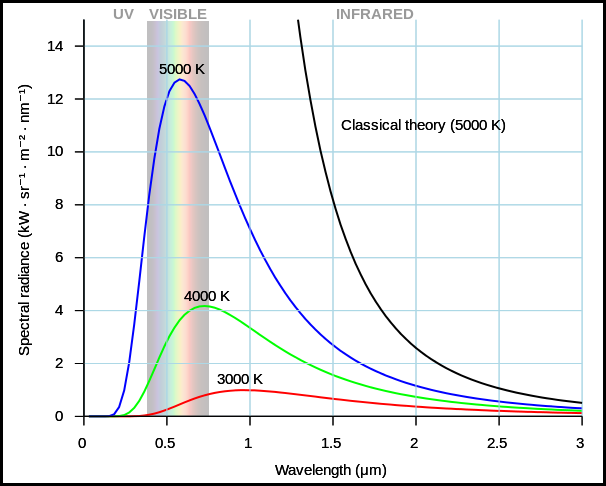 UV VISIBLE INFRARED
14
5000 K
12
Classical theory (5000 K)
10
8
6
4000 K
4
3000 K
2
0
Spectral radiance (kW · sr⁻¹ · m⁻² · nm⁻¹)
0 0.5 1 1.5 2 2.5 3
Wavelength (μm)